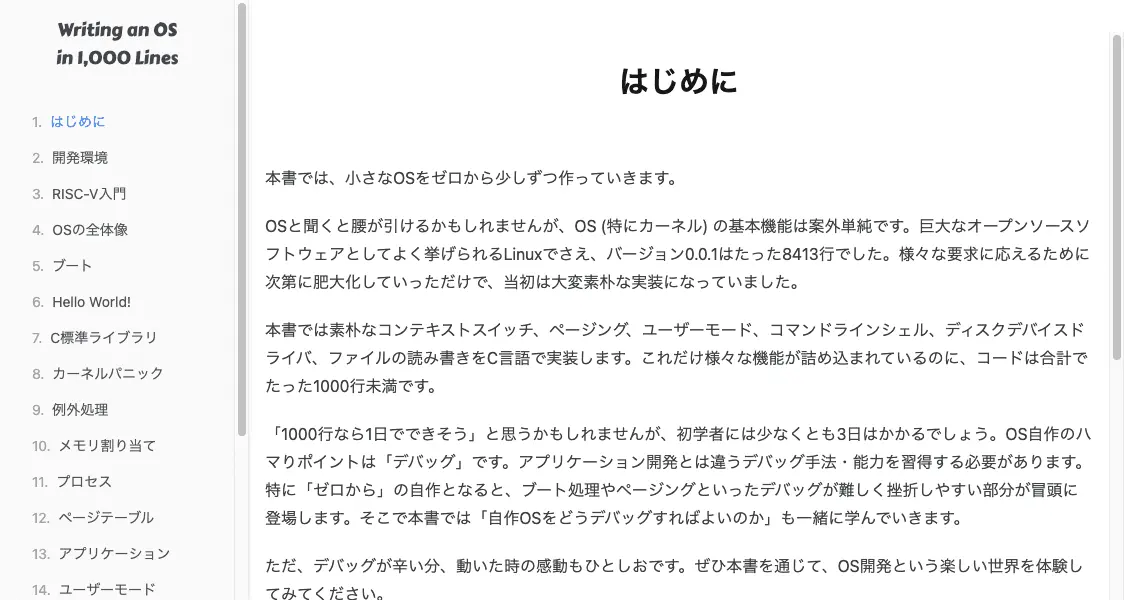 Writing an OS
in 1,000 Lines
1. はじめに
2. 開発環境
3. RISC-V入門
4. OSの全体像
5. ブート
6. Hello World!
7. C標準ライブラリ
8. カーネルパニック
9. 例外処理
10. メモリ割り当て
11. プロセス
12. ページテーブル
13. アプリケーション
14. ユーザーモード
はじめに
本書では、小さなOSをゼロから少しずつ作っていきます。
OSと聞くと腰が引けるかもしれませんが、OS (特にカーネル) の基本機能は案外単純です。巨大なオープンソースソ
フトウェアとしてよく挙げられるLinuxでさえ、バージョン0.0.1はたった8413行でした。様々な要求に応えるために
次第に肥大化していっただけで、当初は大変素朴な実装になっていました。
本書では素朴なコンテキストスイッチ、ページング、ユーザーモード、コマンドラインシェル、ディスクデバイスド
ライバ、ファイルの読み書きをC言語で実装します。これだけ様々な機能が詰め込まれているのに、コードは合計で
たった1000行未満です。
「1000行なら1日でできそう」と思うかもしれませんが、初学者には少なくとも3日はかかるでしょう。OS自作のハ
マりポイントは「デバッグ」です。アプリケーション開発とは違うデバッグ手法・能力を習得する必要があります。
特に「ゼロから」の自作となると、ブート処理やページングといったデバッグが難しく挫折しやすい部分が冒頭に
登場します。そこで本書では「自作OSをどうデバッグすればよいのか」も一緒に学んでいきます。
ただ、デバッグが辛い分、動いた時の感動もひとしおです。ぜひ本書を通じて、OS開発という楽しい世界を体験し
てみてください。